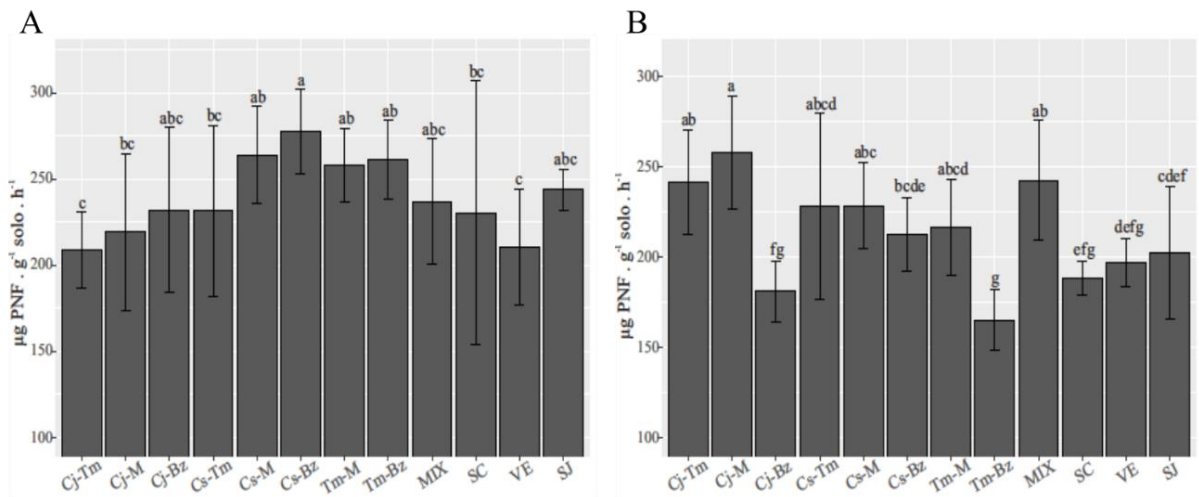 A
µg PNF . g⁻¹ solo . h⁻¹
300
250
200
150
100
c
bc
abc
bc
ab
a
ab
ab
abc
bc
c
abc
Cj-Tm
Cj-M
Cj-Bz
Cs-Tm
Cs-M
Cs-Bz
Tm-M
Tm-Bz
MIX
SC
VE
SJ
B
µg PNF . g⁻¹ solo . h⁻¹
300
250
200
150
100
ab
a
fg
abcd
abc
bcde
abcd
g
ab
efg
defg
cdef
Cj-Tm
Cj-M
Cj-Bz
Cs-Tm
Cs-M
Cs-Bz
Tm-M
Tm-Bz
MIX
SC
VE
SJ